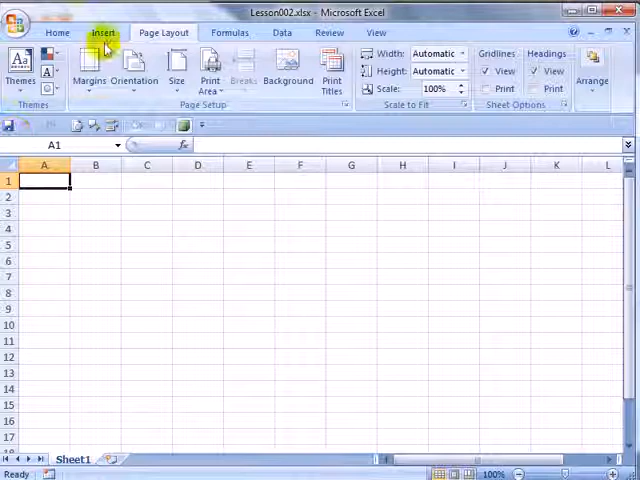 Lesson002.xlsx - Microsoft Excel
Home Insert Page Layout Formulas Data Review View
Themes Margins Orientation Size Print Area Breaks Background Print Titles Width: Automatic Height: Automatic Scale: 100% Gridlines View Print Headings View Print Arrange
Themes Page Setup Scale to Fit Sheet Options
A1 fx
A B C D E F G H I J K L
1
2
3
4
5
6
7
8
9
10
11
12
13
14
15
16
17
Sheet1
Ready 100%